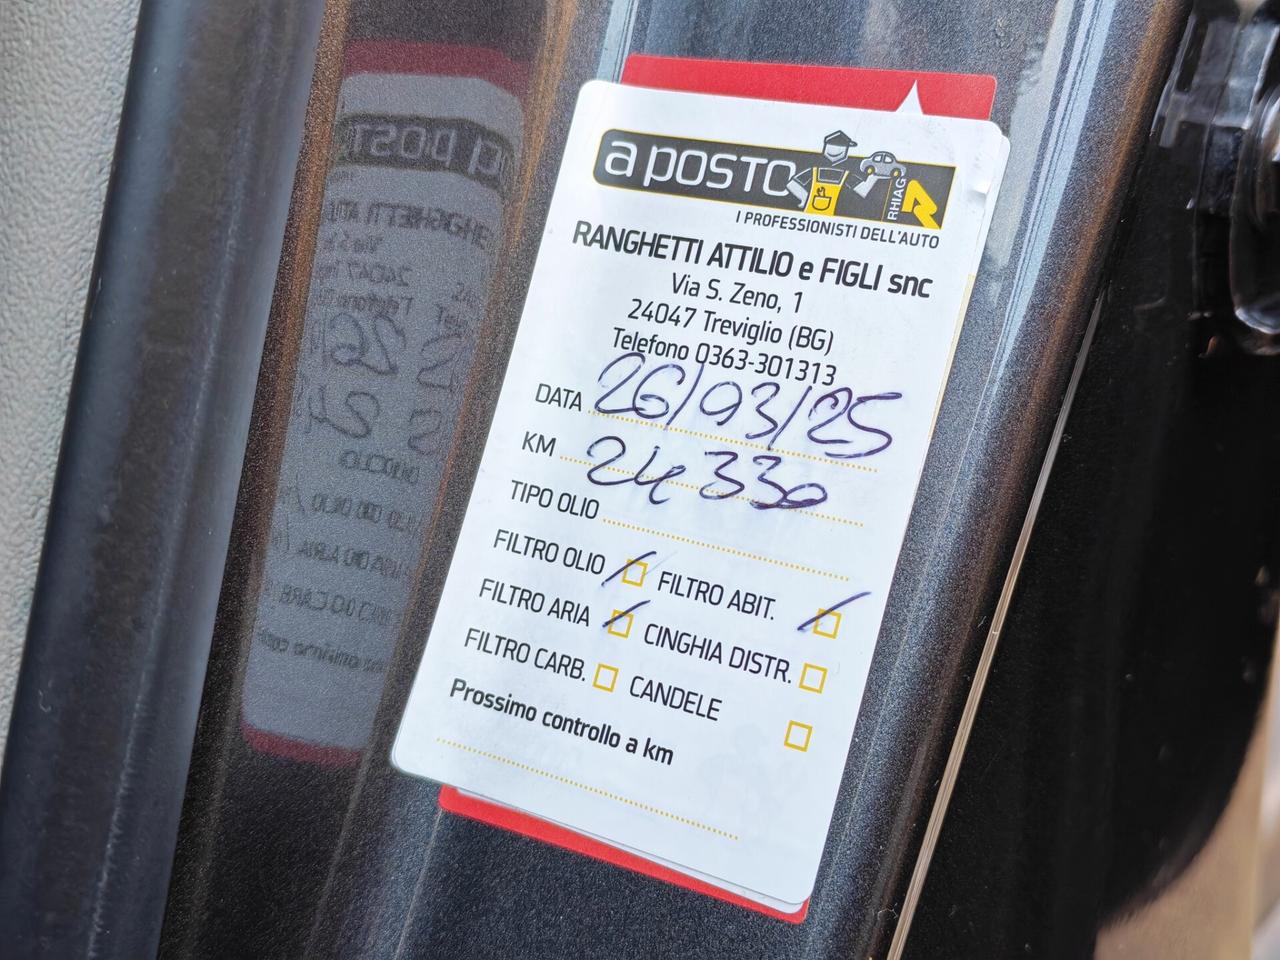 a POSTO
RHIAG
I PROFESSIONISTI DELL'AUTO
RANGHETTI ATTILIO e FIGLI snc
Via S. Zeno, 1
24047 Treviglio (BG)
Telefono 0363-301313
DATA 26/03/25
KM 24330
TIPO OLIO
FILTRO OLIO FILTRO ABIT.
FILTRO ARIA CINGHIA DISTR.
FILTRO CARB. CANDELE
Prossimo controllo a km